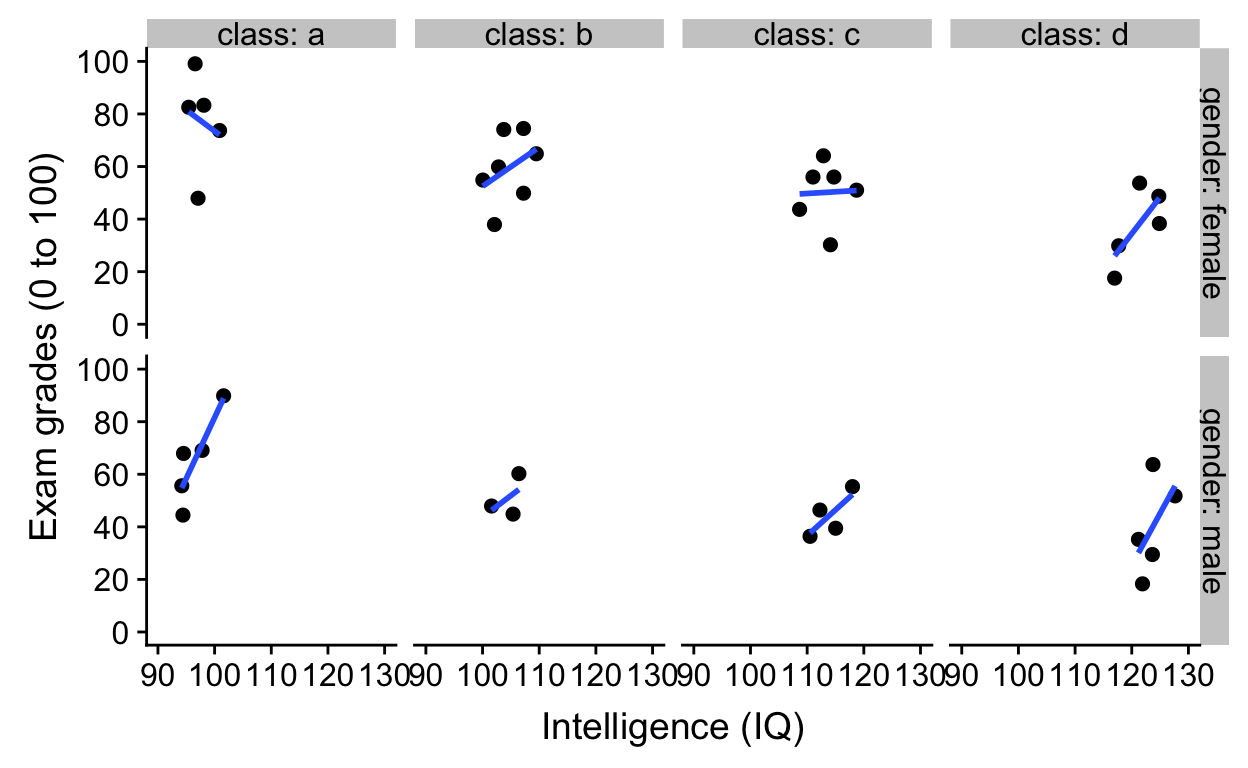 class: a
class: b
class: c
class: d
100
80
60
40
20
0
gender: female
100
80
60
40
20
0
gender: male
Exam grades (0 to 100)
90 100 110 120 130
90 100 110 120 130
90 100 110 120 130
90 100 110 120 130
Intelligence (IQ)